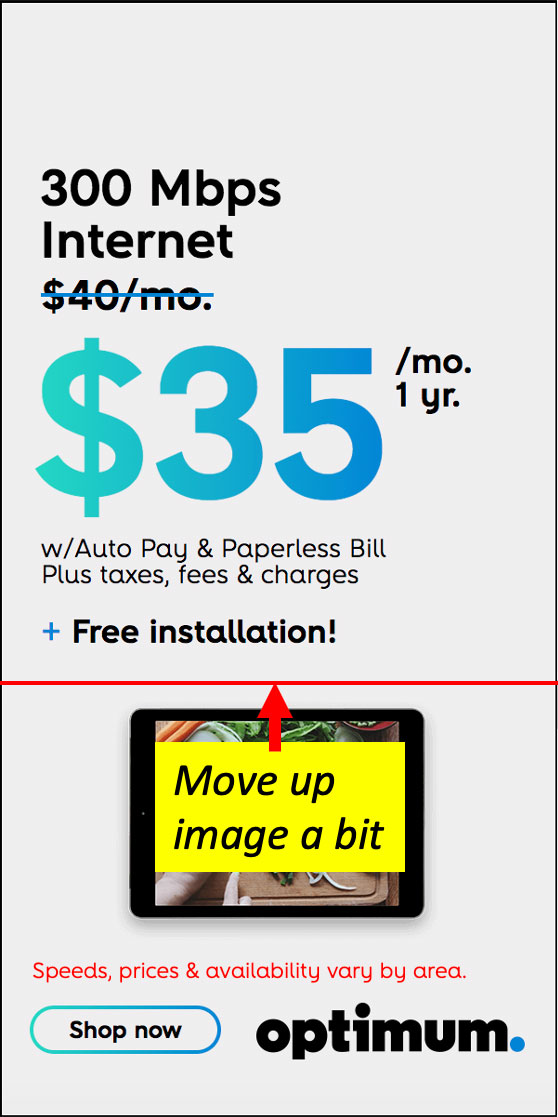 300 Mbps
Internet
$40/mo.
$35 /mo.
1 yr.
w/Auto Pay & Paperless Bill
Plus taxes, fees & charges
+ Free installation!
Move up
image a bit
Speeds, prices & availability vary by area.
Shop now
optimum.